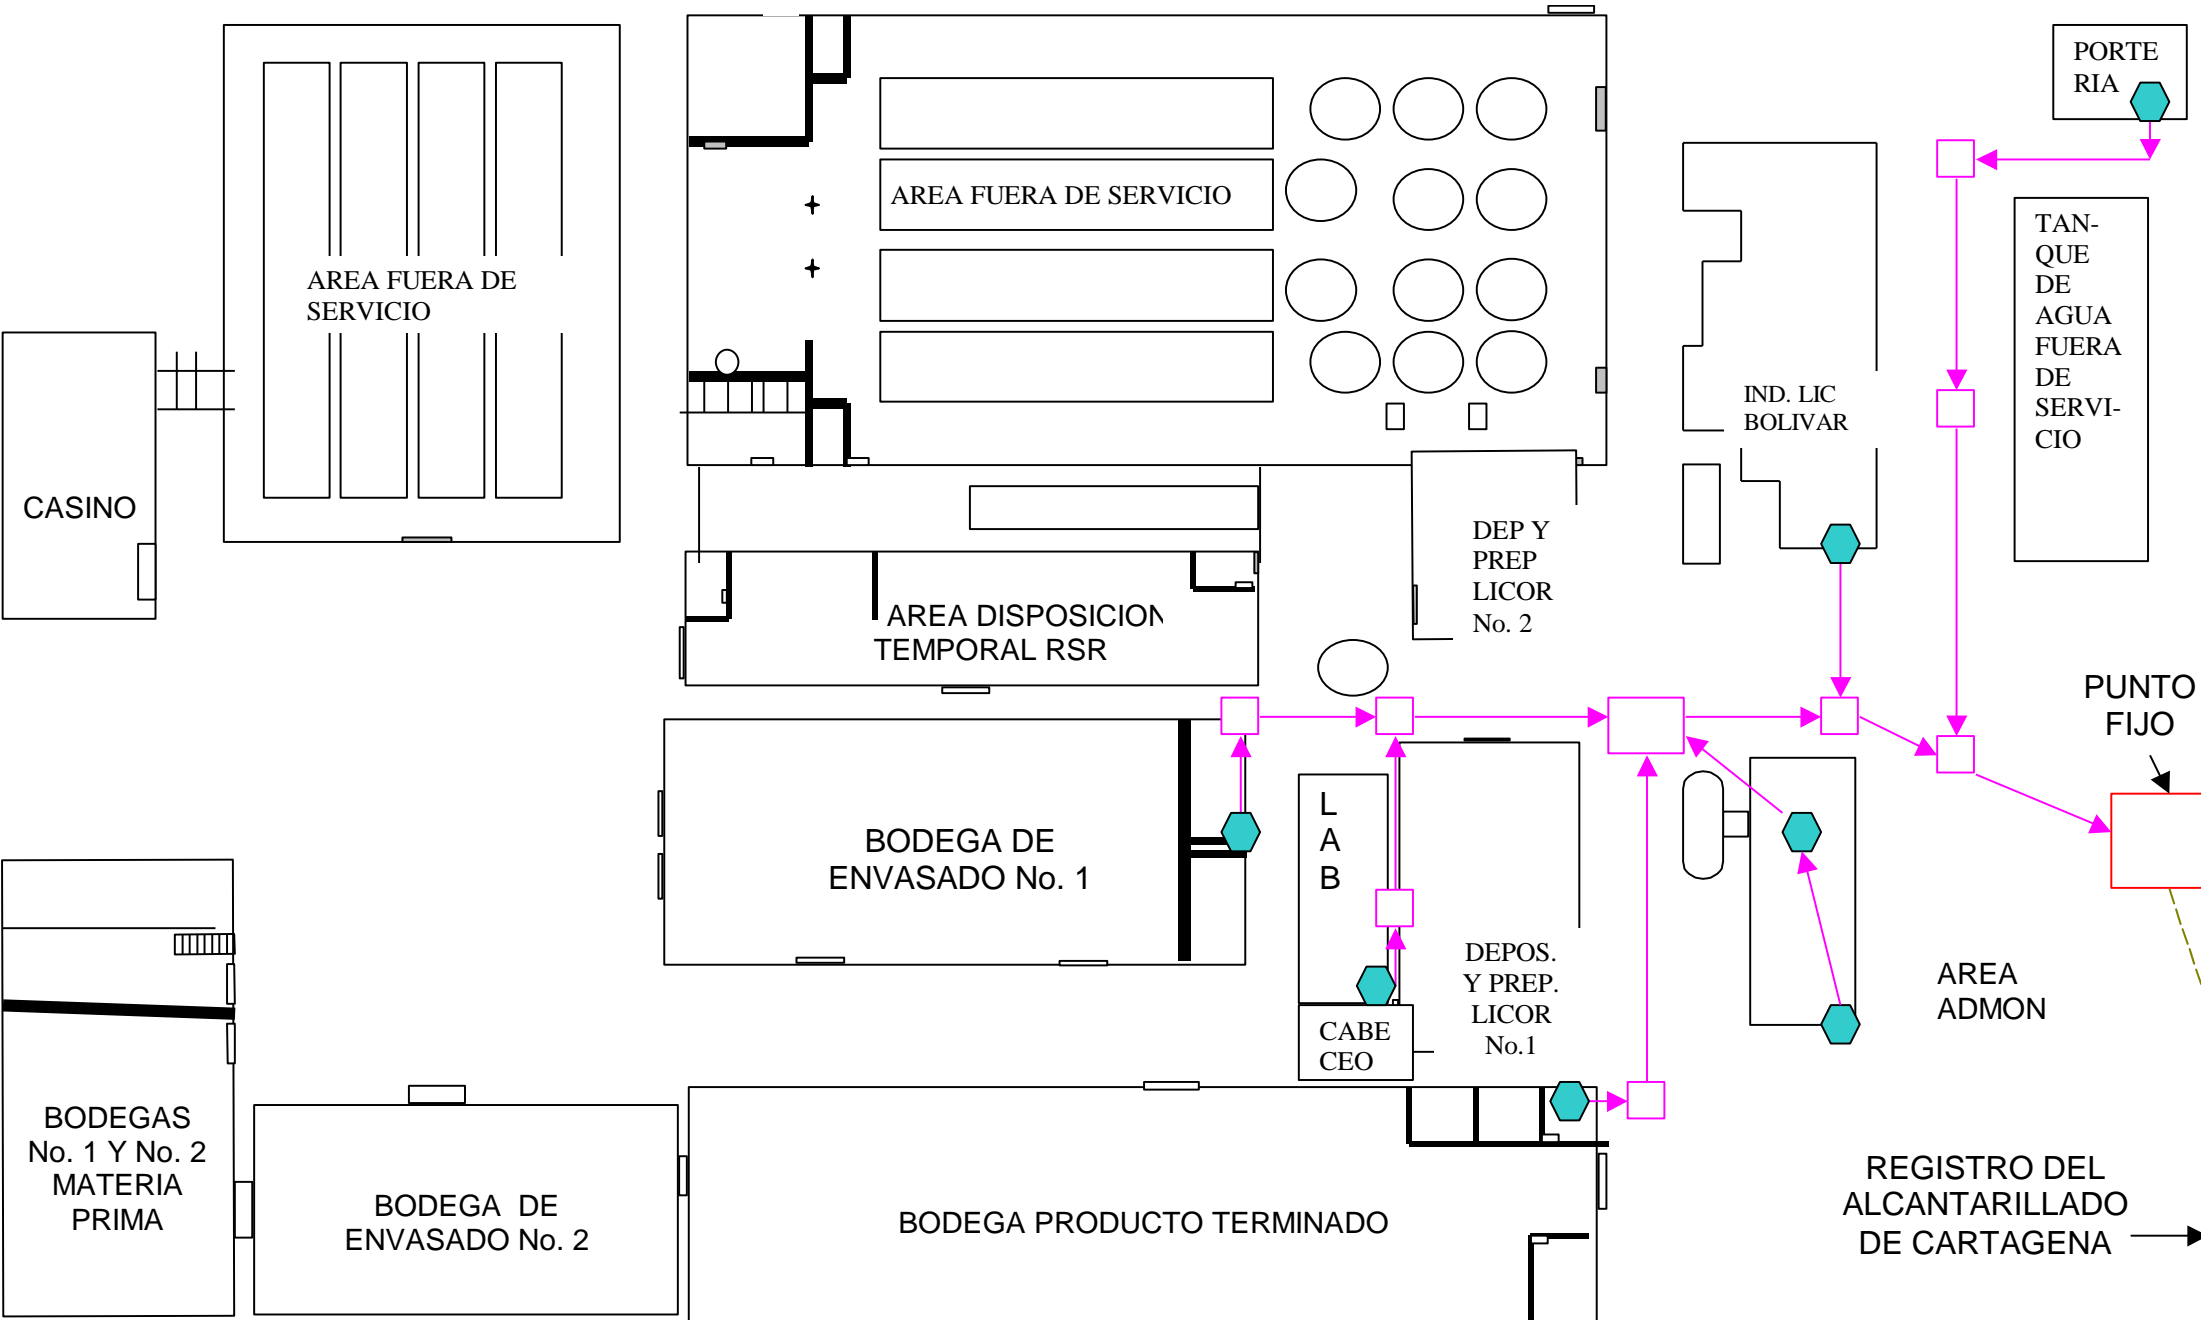 PORTE
RIA
AREA FUERA DE SERVICIO
TAN-
QUE
DE
AGUA
FUERA
DE
SERVI-
CIO
AREA FUERA DE
SERVICIO
IND. LIC
BOLIVAR
CASINO
DEP Y
PREP
LICOR
No. 2
AREA DISPOSICION
TEMPORAL RSR
PUNTO
FIJO
L
A
B
BODEGA DE
ENVASADO No. 1
DEPOS.
Y PREP.
LICOR
No.1
AREA
ADMON
CABE
CEO
BODEGAS
No. 1 Y No. 2
MATERIA
PRIMA
BODEGA DE
ENVASADO No. 2
BODEGA PRODUCTO TERMINADO
REGISTRO DEL
ALCANTARILLADO
DE CARTAGENA